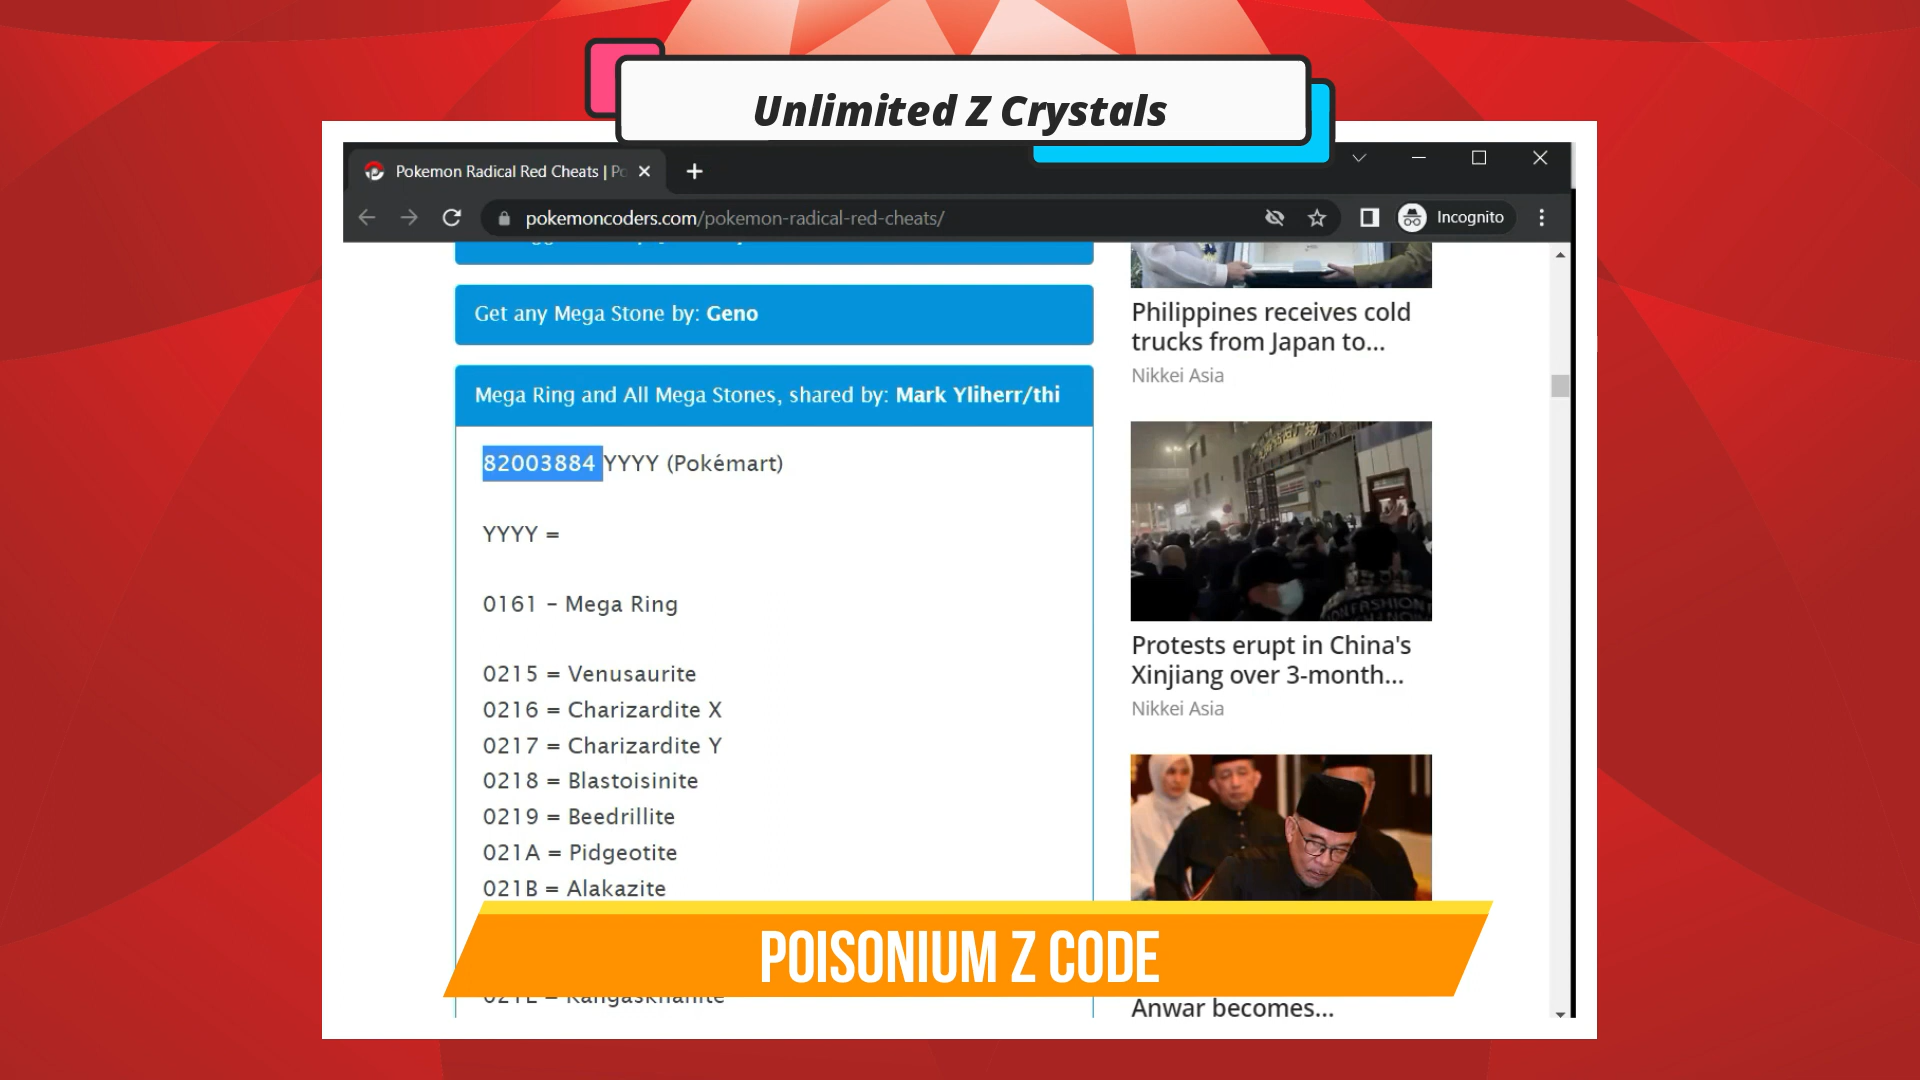 Unlimited Z Crystals
Pokemon Radical Red Cheats | Po
pokemoncoders.com/pokemon-radical-red-cheats/
Incognito
Get any Mega Stone by: Geno
Mega Ring and All Mega Stones, shared by: Mark Yliherr/thi
82003884 YYYY (Pokémart)
YYYY =
0161 – Mega Ring
0215 = Venusaurite
0216 = Charizardite X
0217 = Charizardite Y
0218 = Blastoisinite
0219 = Beedrillite
021A = Pidgeotite
021B = Alakazite
021E = Kangaskhanite
Philippines receives cold
trucks from Japan to...
Nikkei Asia
Protests erupt in China's
Xinjiang over 3-month...
Nikkei Asia
Anwar becomes...
POISONIUM Z CODE